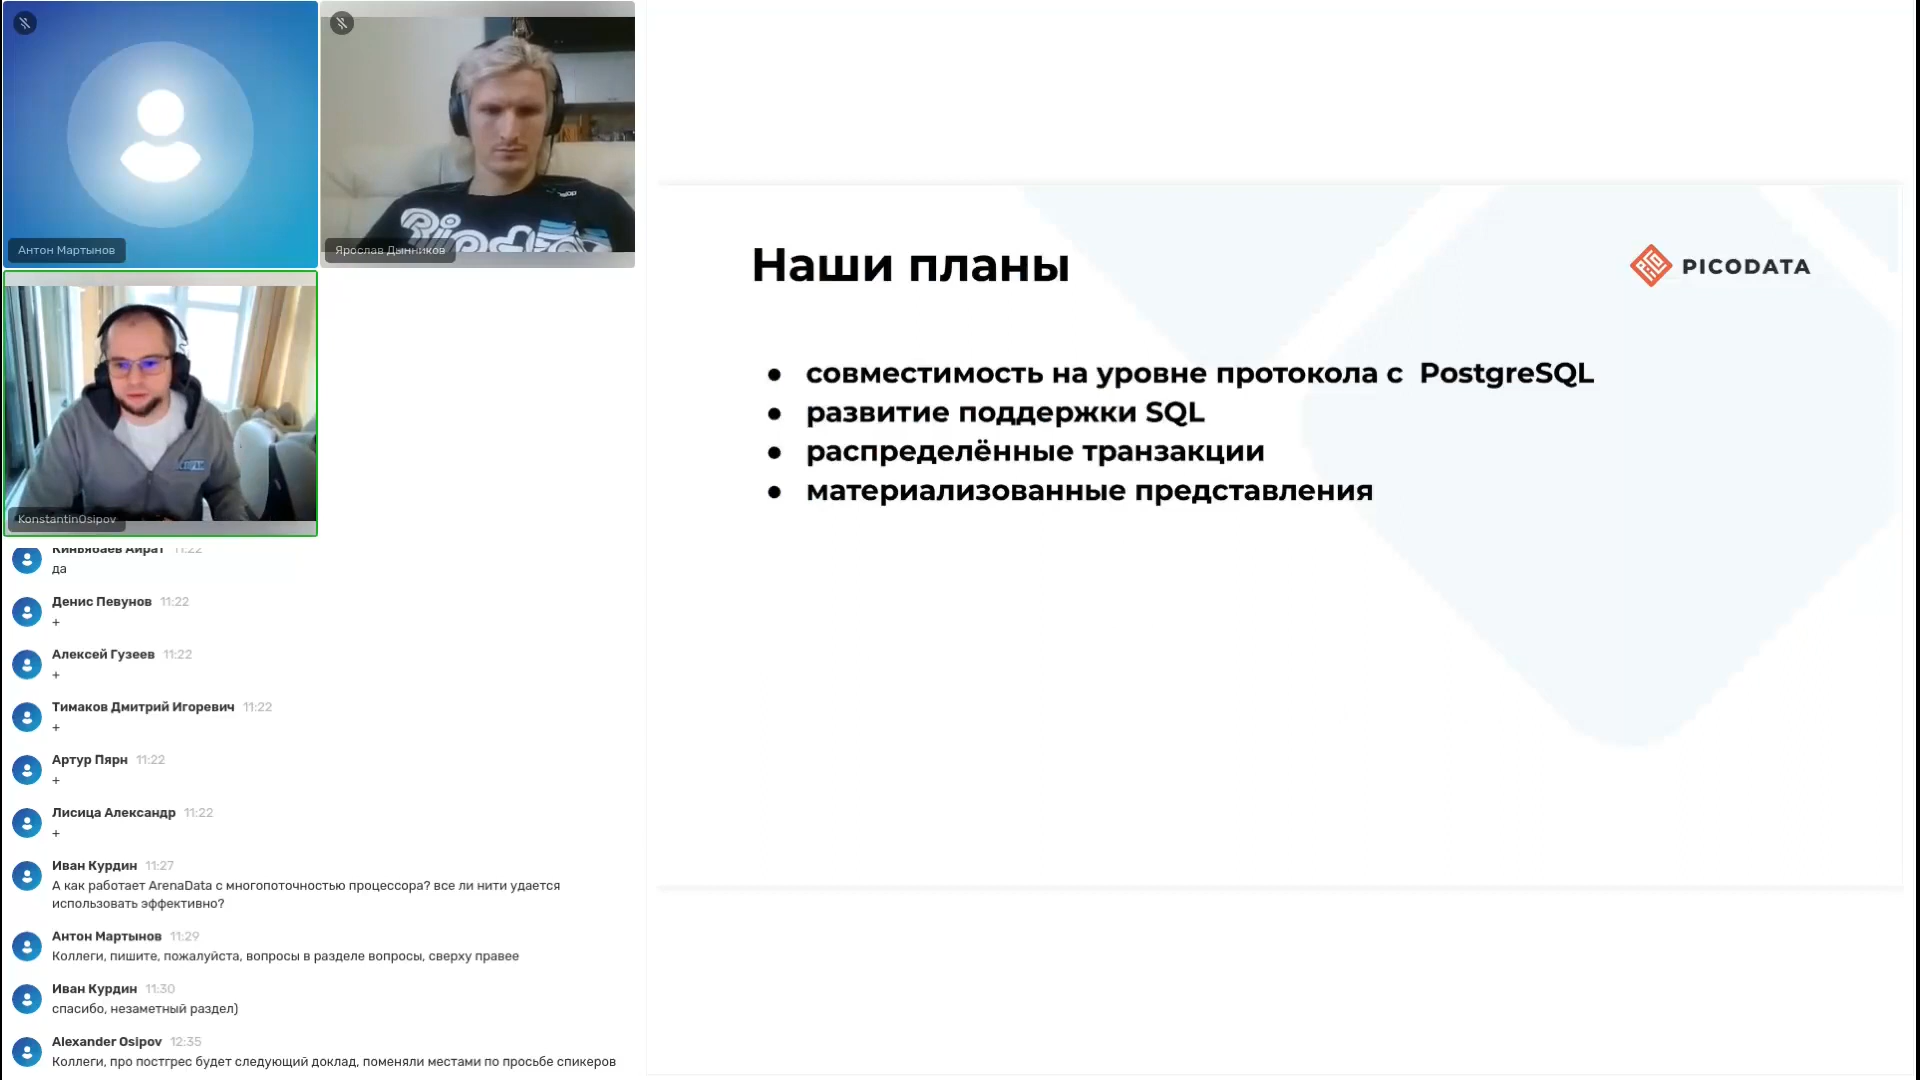 Антон Мартынов
Ярослав Дынников
KonstantinOsipov
Киньябаев Айрат 11:22
да
Денис Певунов 11:22
+
Алексей Гузеев 11:22
+
Тимаков Дмитрий Игоревич 11:22
+
Артур Пярн 11:22
+
Лисица Александр 11:22
+
Иван Курдин 11:27
А как работает ArenaData с многопоточностью процессора? все ли нити удается
использовать эффективно?
Антон Мартынов 11:29
Коллеги, пишите, пожалуйста, вопросы в разделе вопросы, сверху правее
Иван Курдин 11:30
спасибо, незаметный раздел)
Alexander Osipov 12:35
Коллеги, про постгрес будет следующий доклад, поменяли местами по просьбе спикеров
Наши планы
PICODATA
● совместимость на уровне протокола с PostgreSQL
● развитие поддержки SQL
● распределённые транзакции
● материализованные представления